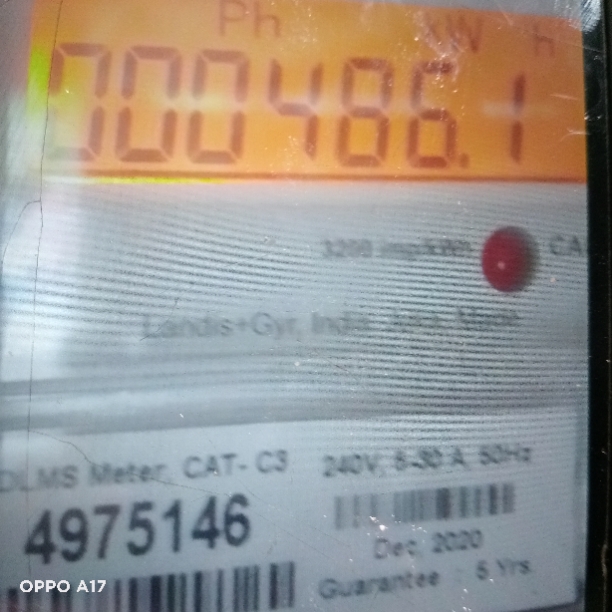 Ph kW h
000486.1
3200 imp/kWh CA
Landis+Gyr, India
DLMS Meter, CAT- C3 240V, 5-30 A, 50Hz
4975146
Dec, 2020
Guarantee - 5 Yrs.
OPPO A17